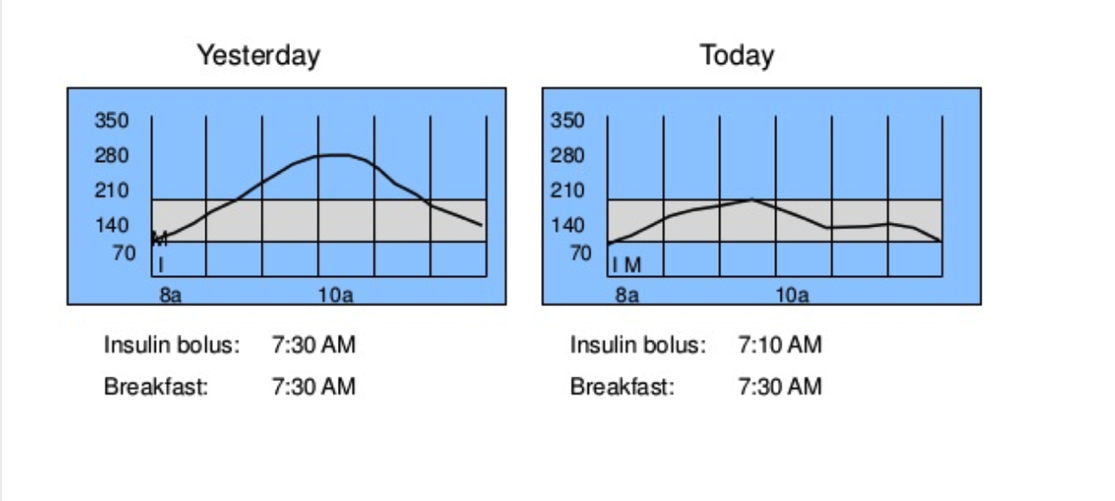 Yesterday
350
280
210
140
70
M
I
8a 10a
Insulin bolus: 7:30 AM
Breakfast: 7:30 AM
Today
350
280
210
140
70
I M
8a 10a
Insulin bolus: 7:10 AM
Breakfast: 7:30 AM